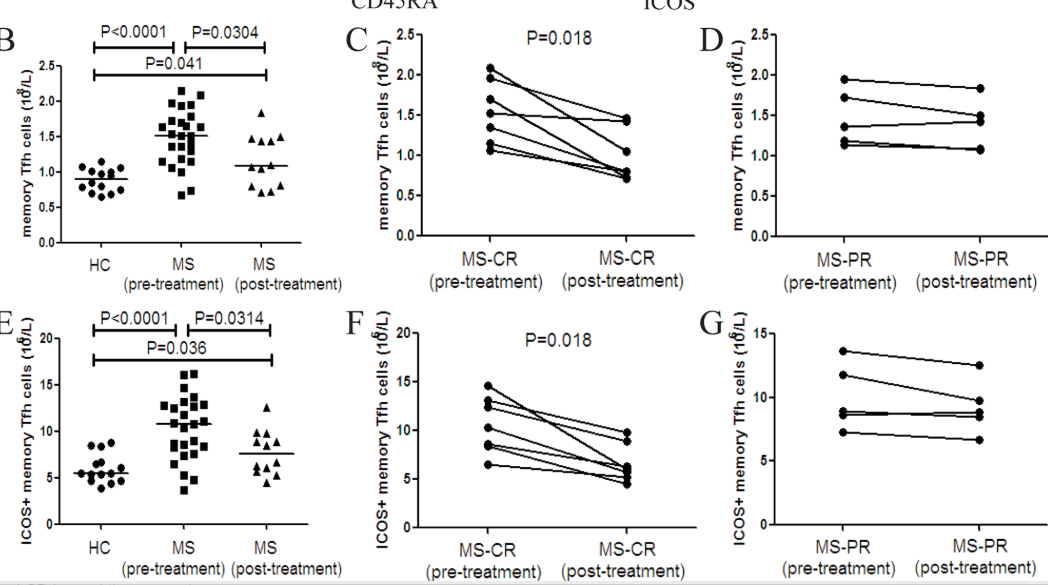 CD45RA ICOS
B
P<0.0001 P=0.0304
P=0.041
memory Tfh cells (10⁸/L)
2.5
2.0
1.5
1.0
0.5
0.0
HC MS MS
(pre-treatment) (post-treatment)
C
P=0.018
memory Tfh cells (10⁸/L)
2.5
2.0
1.5
1.0
0.5
0.0
MS-CR MS-CR
(pre-treatment) (post-treatment)
D
memory Tfh cells (10⁸/L)
2.5
2.0
1.5
1.0
0.5
0.0
MS-PR MS-PR
(pre-treatment) (post-treatment)
E
P<0.0001 P=0.0314
P=0.036
ICOS+ memory Tfh cells (10⁶/L)
20
15
10
5
0
HC MS MS
(pre-treatment) (post-treatment)
F
P=0.018
ICOS+ memory Tfh cells (10⁶/L)
20
15
10
5
0
MS-CR MS-CR
(pre-treatment) (post-treatment)
G
ICOS+ memory Tfh cells (10⁶/L)
15
10
5
0
MS-PR MS-PR
(pre-treatment) (post-treatment)